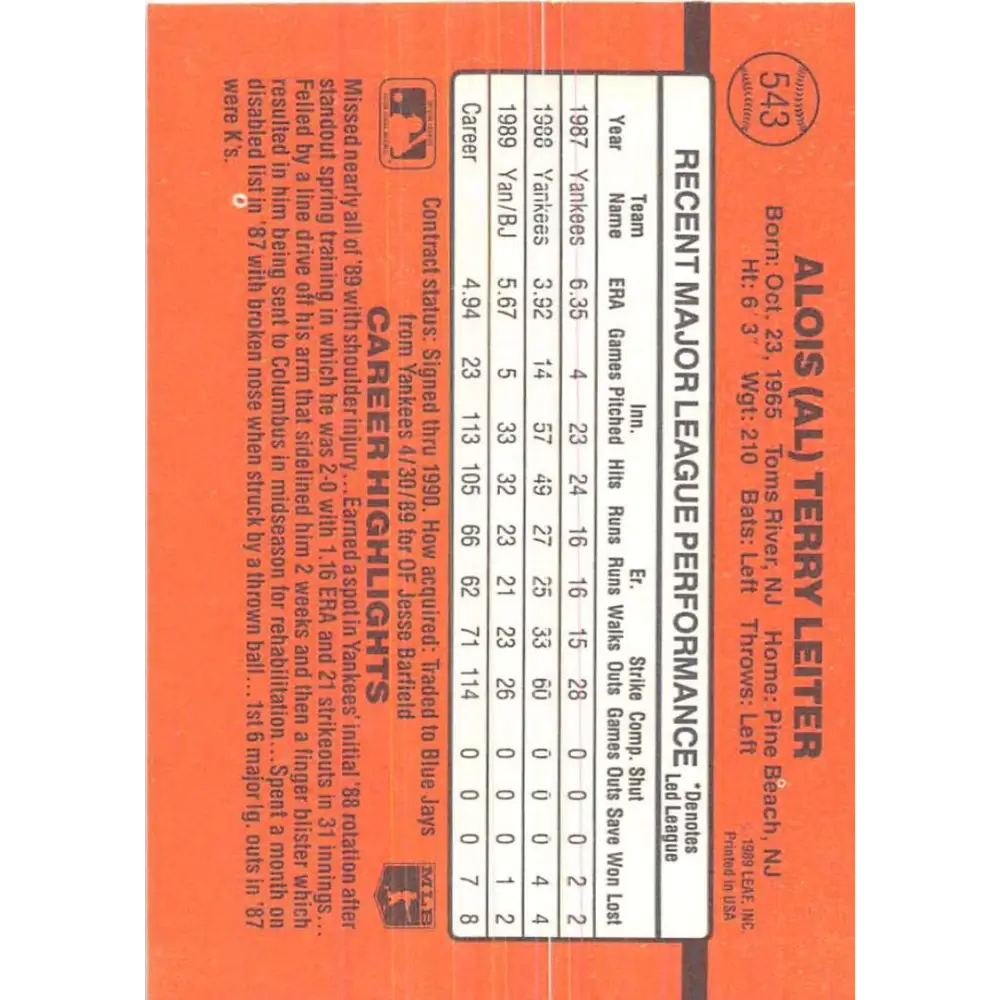 543
ALOIS (AL) TERRY LEITER
Born: Oct. 23, 1965 Toms River, NJ Home: Pine Beach, NJ
Ht: 6' 3" Wgt: 210 Bats: Left Throws: Left
© 1989 LEAF, INC.
Printed in USA
RECENT MAJOR LEAGUE PERFORMANCE
*Denotes
Led League
Team Inn. Er. Strike Comp. Shut
Year Name ERA Games Pitched Hits Runs Runs Walks Outs Games Outs Save Won Lost
1987 Yankees 6.35 4 23 24 16 16 15 28 0 0 0 2 2
1988 Yankees 3.92 14 57 49 27 25 33 60 0 0 0 4 4
1989 Yan/BJ 5.67 5 33 32 23 21 23 26 0 0 0 1 2
Career 4.94 23 113 105 66 62 71 114 0 0 0 7 8
Contract status: Signed thru 1990. How acquired: Traded to Blue Jays
from Yankees 4/30/89 for OF Jesse Barfield
MLB
CAREER HIGHLIGHTS
Missed nearly all of '89 with shoulder injury...Earned a spot in Yankees' initial '88 rotation after
standout spring training in which he was 2-0 with 1.16 ERA and 21 strikeouts in 31 innings...
Felled by a line drive off his arm that sidelined him 2 weeks and then a finger blister which
resulted in him being sent to Columbus in midseason for rehabilitation...Spent a month on
disabled list in '87 with broken nose when struck by a thrown ball...1st 6 major lg. outs in '87
were K's.